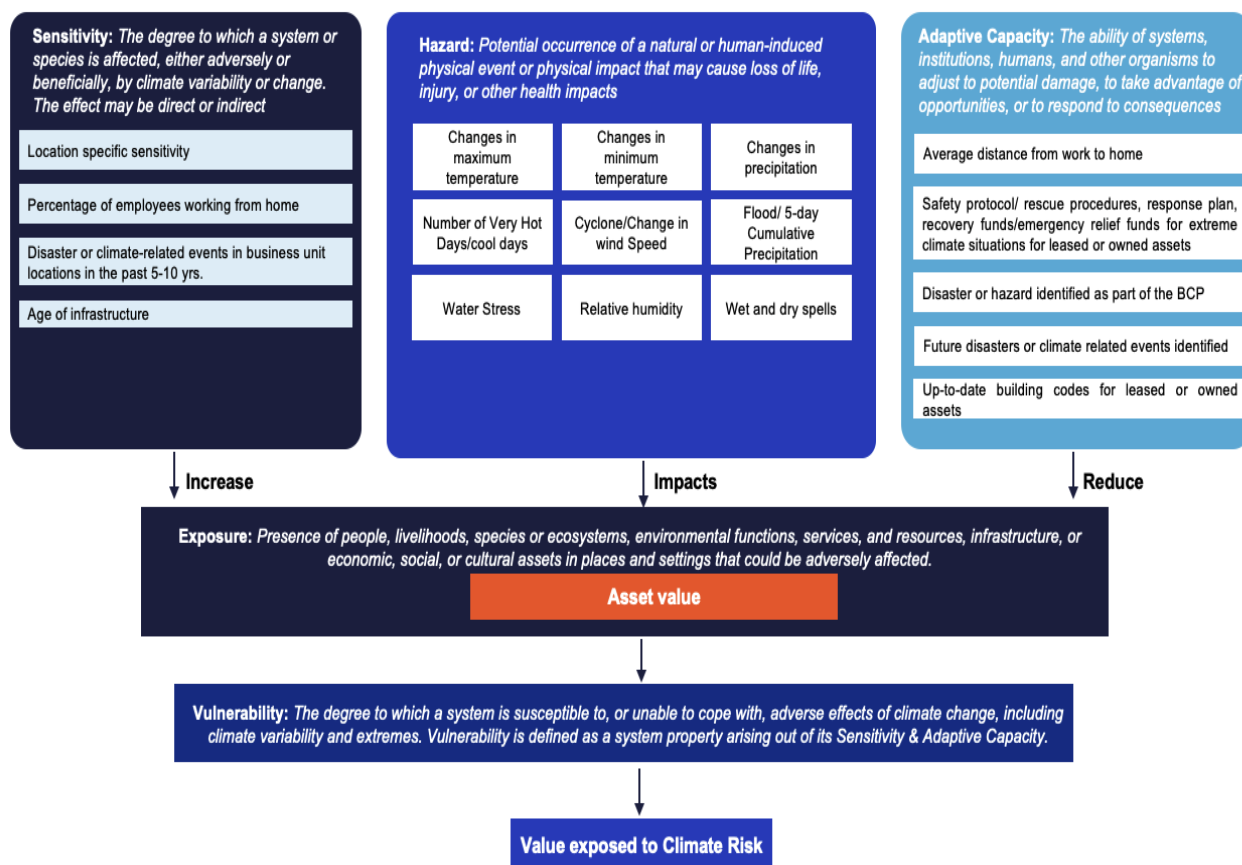 Sensitivity: The degree to which a system or
species is affected, either adversely or
beneficially, by climate variability or change.
The effect may be direct or indirect
Location specific sensitivity
Percentage of employees working from home
Disaster or climate-related events in business unit
locations in the past 5-10 yrs.
Age of infrastructure
Hazard: Potential occurrence of a natural or human-induced
physical event or physical impact that may cause loss of life,
injury, or other health impacts
Changes in
maximum
temperature
Changes in
minimum
temperature
Changes in
precipitation
Number of Very Hot
Days/cool days
Cyclone/Change in
wind Speed
Flood/ 5-day
Cumulative
Precipitation
Water Stress
Relative humidity
Wet and dry spells
Adaptive Capacity: The ability of systems,
institutions, humans, and other organisms to
adjust to potential damage, to take advantage of
opportunities, or to respond to consequences
Average distance from work to home
Safety protocol/ rescue procedures, response plan,
recovery funds/emergency relief funds for extreme
climate situations for leased or owned assets
Disaster or hazard identified as part of the BCP
Future disasters or climate related events identified
Up-to-date building codes for leased or owned
assets
Increase
Impacts
Reduce
Exposure: Presence of people, livelihoods, species or ecosystems, environmental functions, services, and resources, infrastructure, or
economic, social, or cultural assets in places and settings that could be adversely affected.
Asset value
Vulnerability: The degree to which a system is susceptible to, or unable to cope with, adverse effects of climate change, including
climate variability and extremes. Vulnerability is defined as a system property arising out of its Sensitivity & Adaptive Capacity.
Value exposed to Climate Risk